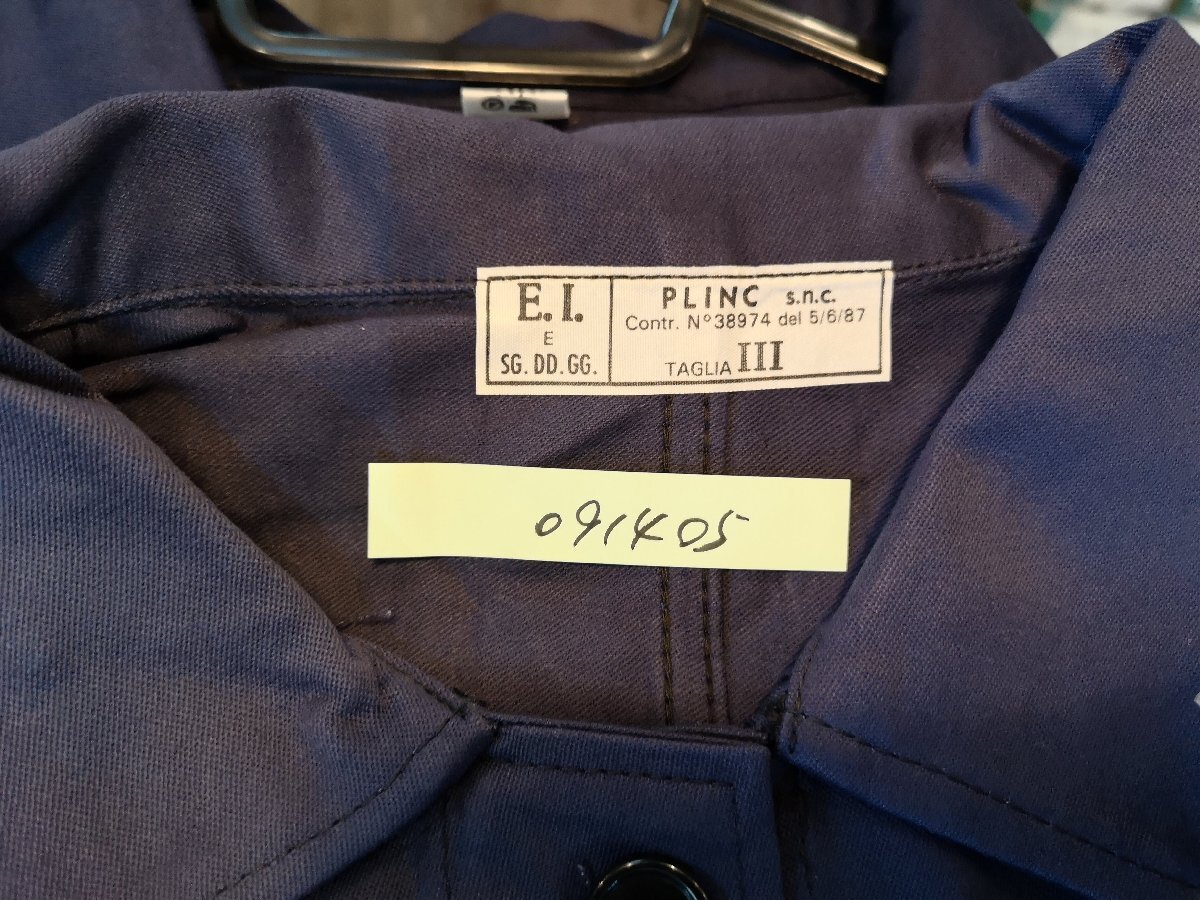 E.I.
E
SG. DD. GG.
PLINC s.n.c.
Contr. N° 38974 del 5/6/87
TAGLIA III
091405